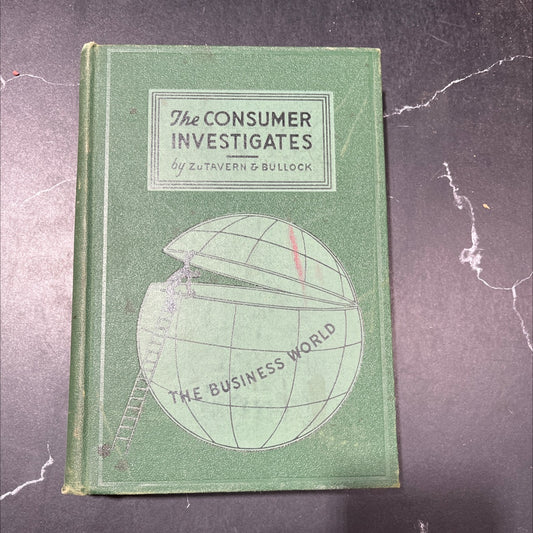 The CONSUMER
INVESTIGATES
by ZuTAVERN & BULLOCK
THE BUSINESS WORLD